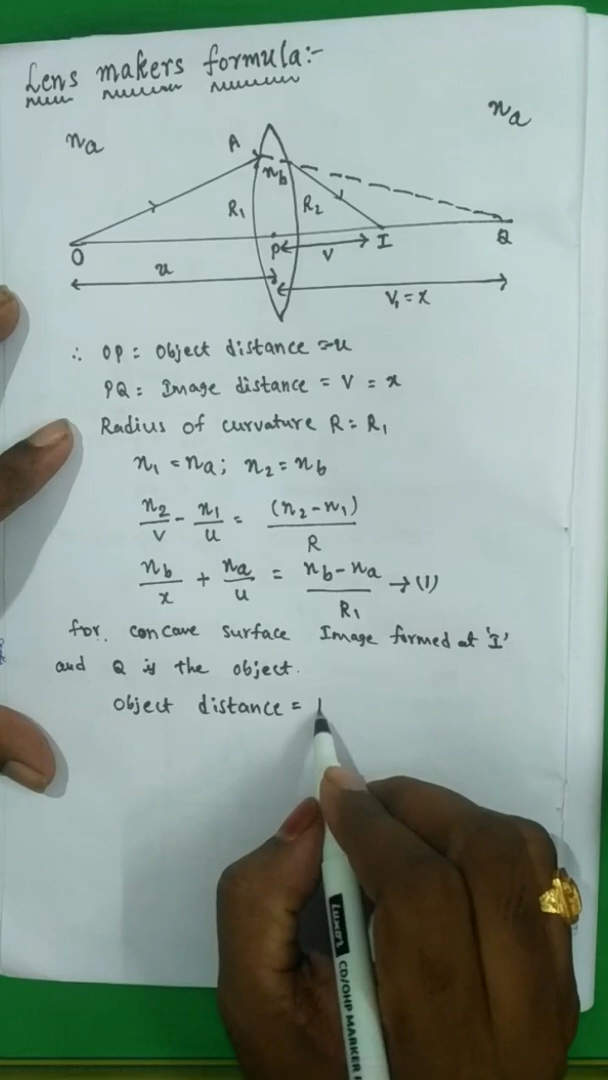 Lens makers formula:-
na
na
A
nb
R1
R2
O
P
I
Q
u
v
V1 = x
∴ OP = Object distance = u
PQ = Image distance = V = x
Radius of curvature R = R1
n1 = na; n2 = nb
n2/v - n1/u = (n2-n1)/R
nb/x + na/u = nb-na/R1 → (1)
for concave surface Image formed at 'I'
and Q is the object.
Object distance =
LUXOR CD/OHP MARKER